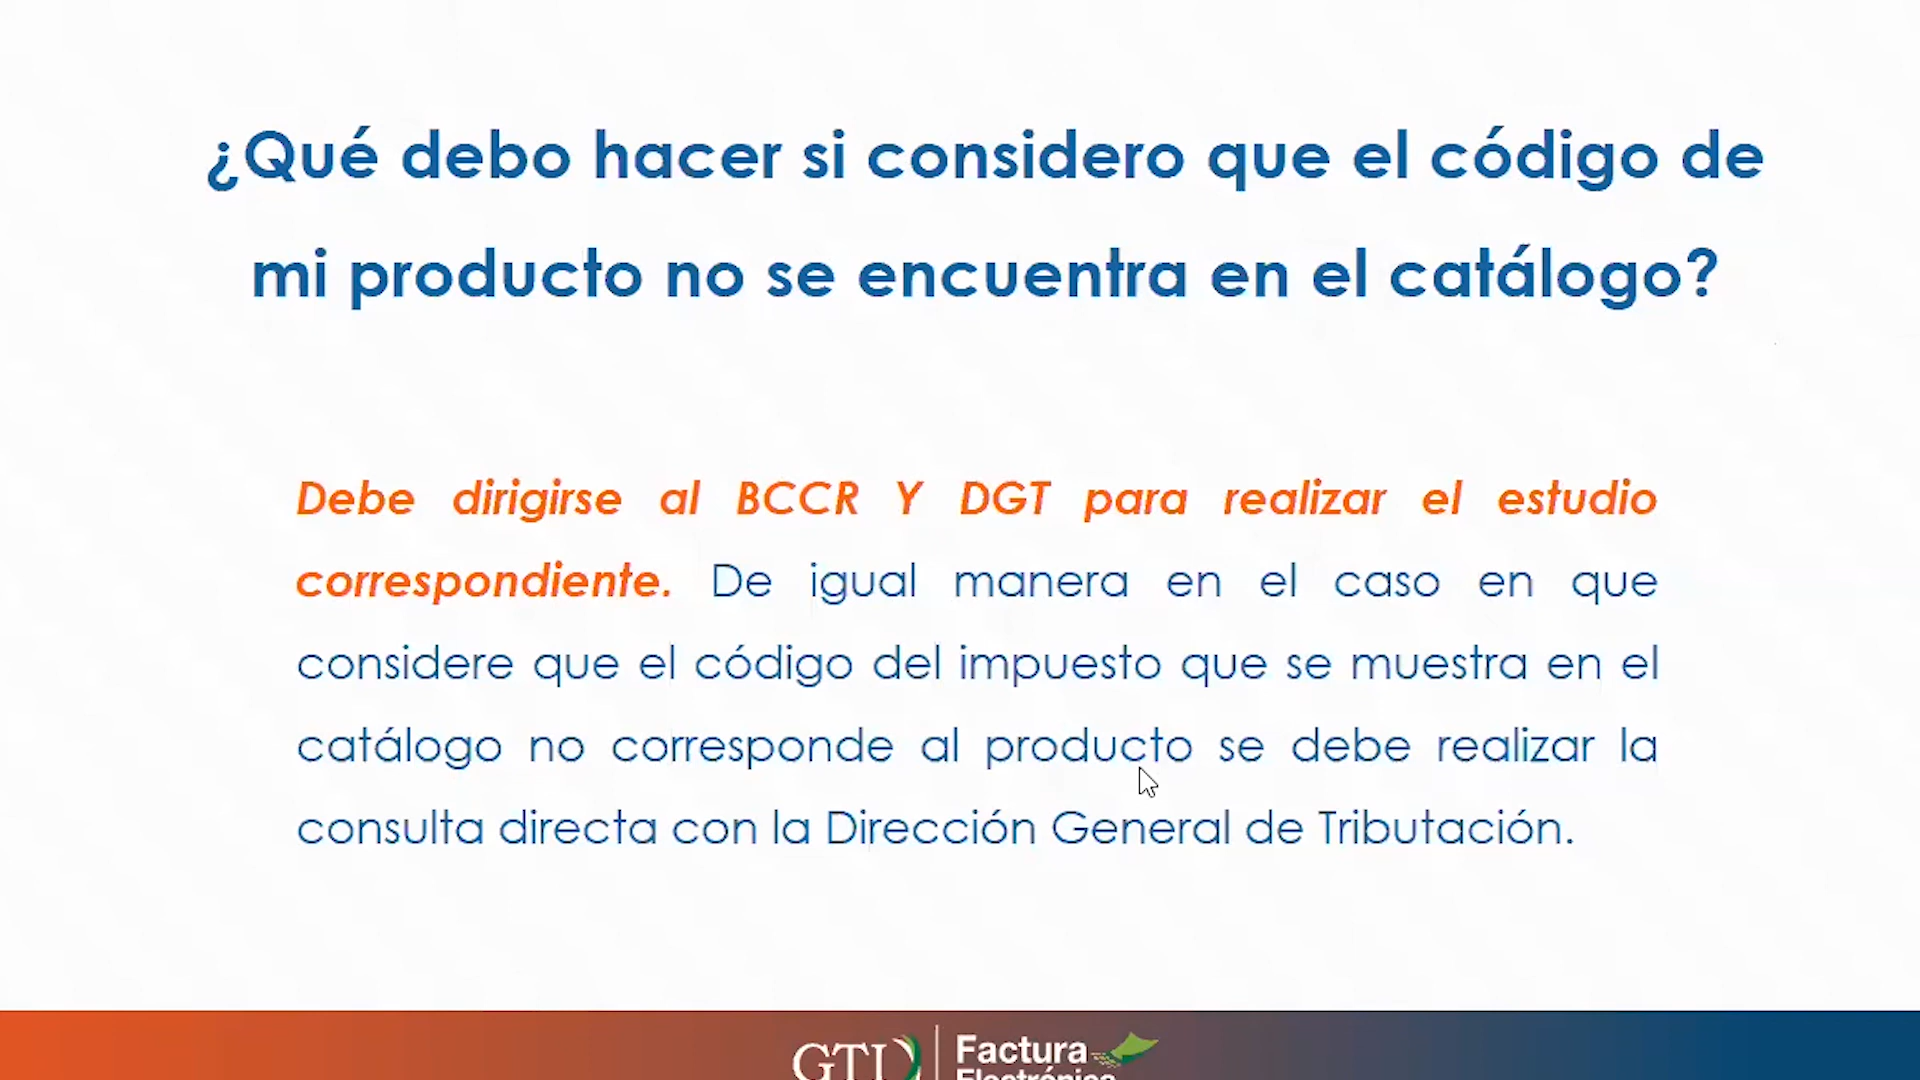 ¿Qué debo hacer si considero que el código de
mi producto no se encuentra en el catálogo?
Debe dirigirse al BCCR Y DGT para realizar el estudio
correspondiente. De igual manera en el caso en que
considere que el código del impuesto que se muestra en el
catálogo no corresponde al producto se debe realizar la
consulta directa con la Dirección General de Tributación.
GTI Factura
Electrónica